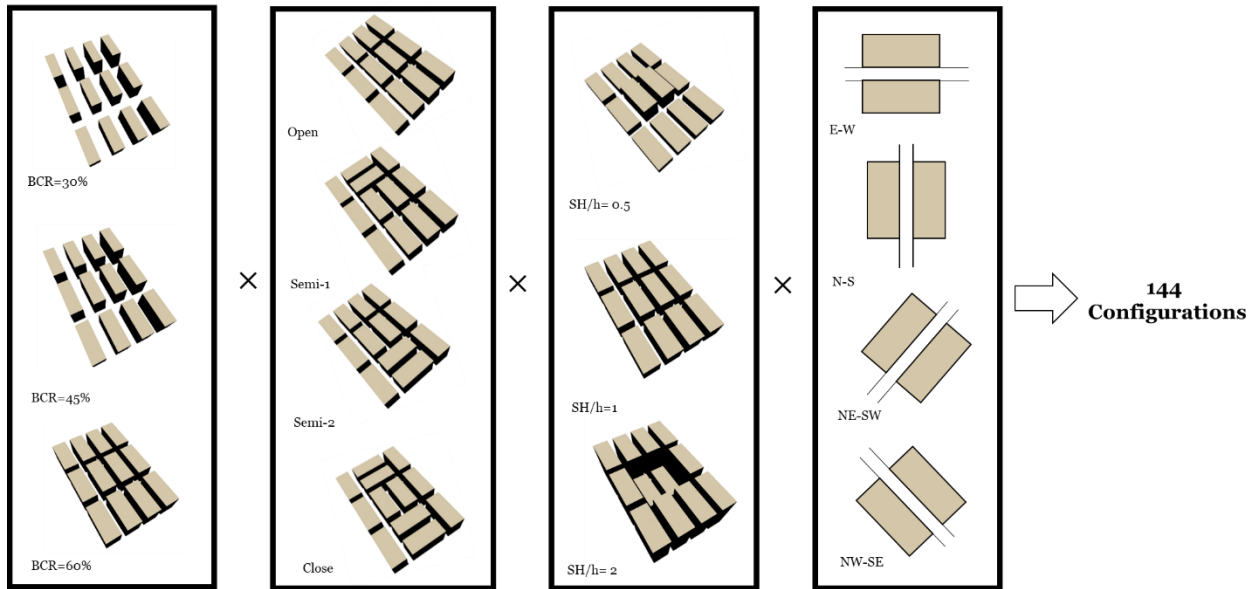 BCR=30%
BCR=45%
BCR=60%
×
Open
Semi-1
Semi-2
Close
×
SH/h= 0.5
SH/h=1
SH/h= 2
×
E-W
N-S
NE-SW
NW-SE
144
Configurations